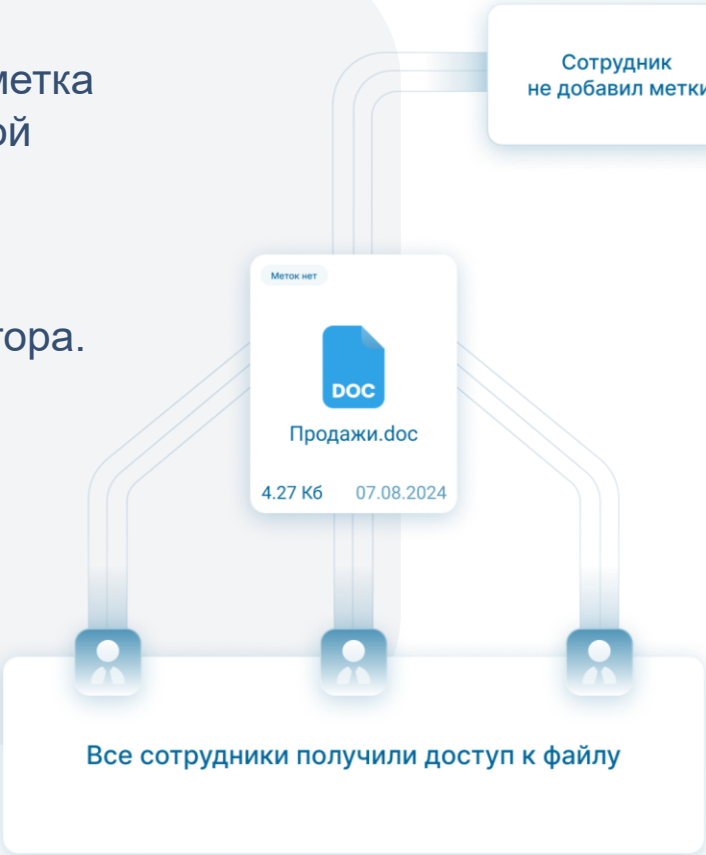 метка
ой
тора.
Сотрудник
не добавил метки
Меток нет
DOC
Продажи.doc
4.27 Кб 07.08.2024
Все сотрудники получили доступ к файлу